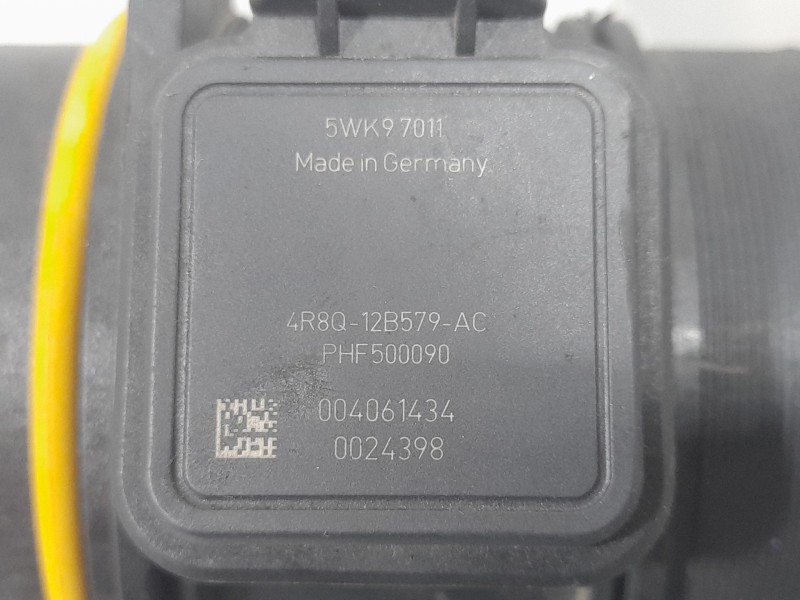 5WK9 7011
Made in Germany
4R8Q-12B579-AC
PHF500090
004061434
0024398